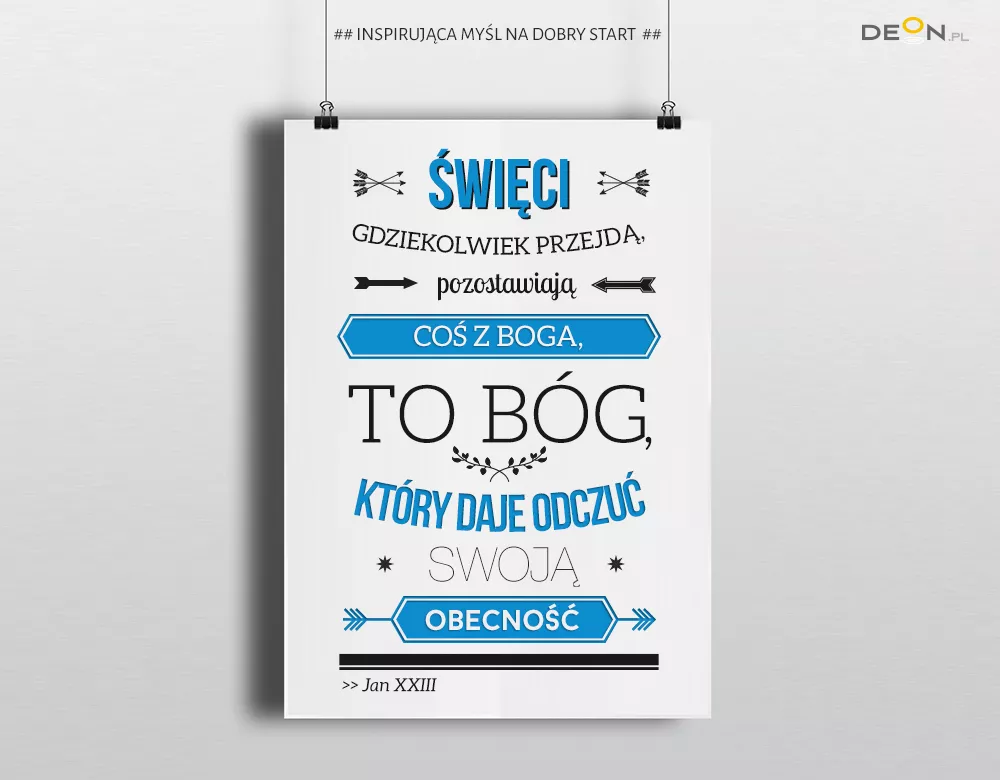 ## INSPIRUJĄCA MYŚL NA DOBRY START ##
DEON.PL
ŚWIĘCI
GDZIEKOLWIEK PRZEJDĄ,
pozostawiają
COŚ Z BOGA,
TO BÓG,
KTÓRY DAJE ODCZUĆ
SWOJĄ
OBECNOŚĆ
>> Jan XXIII